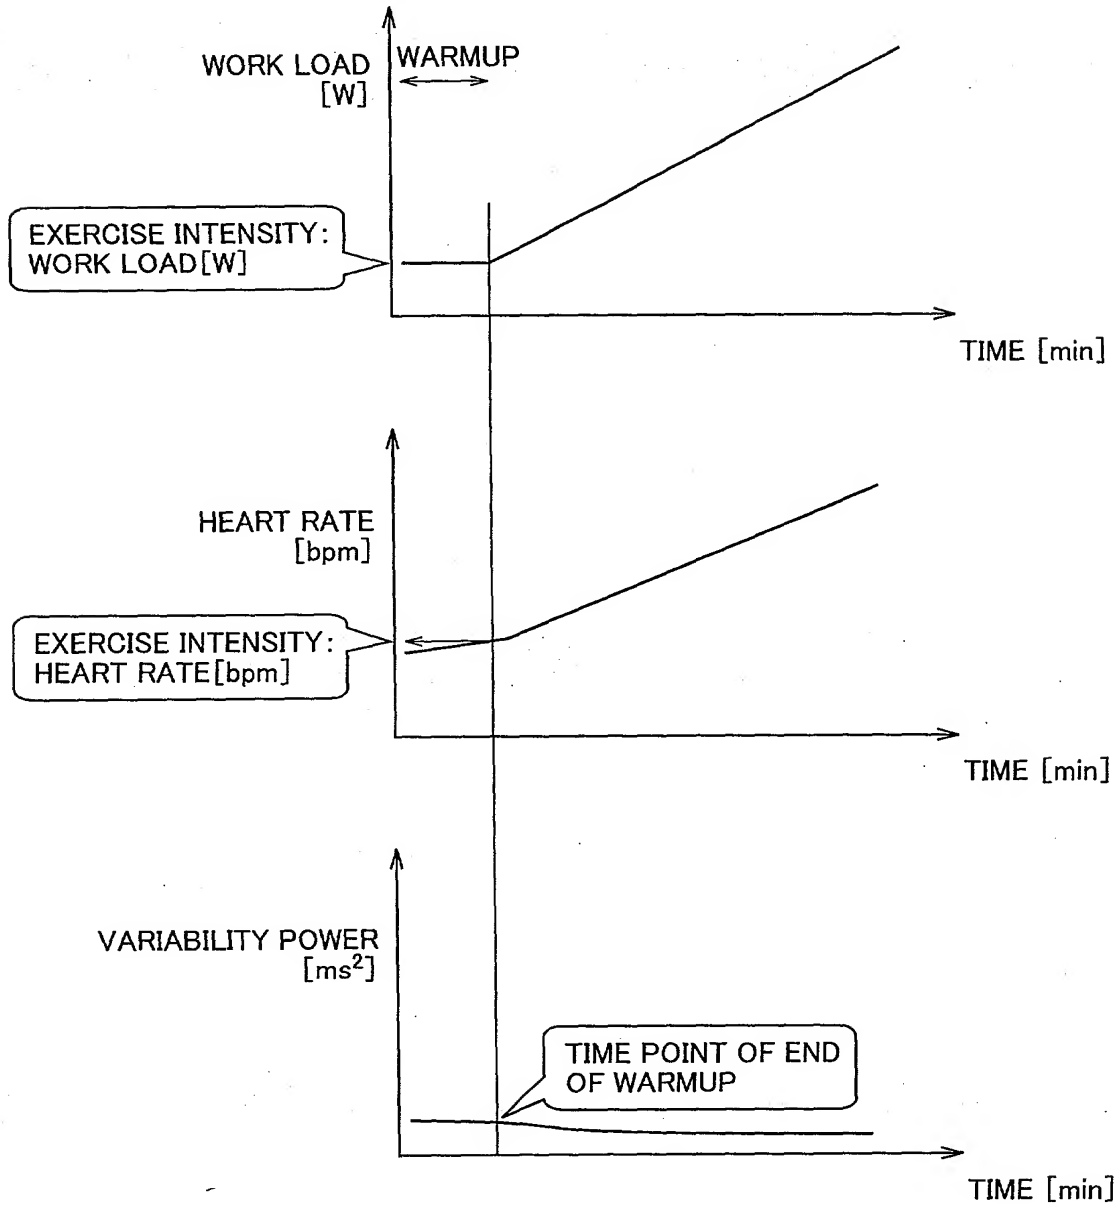 WORK LOAD
[W]
WARMUP
EXERCISE INTENSITY:
WORK LOAD[W]
TIME [min]
HEART RATE
[bpm]
EXERCISE INTENSITY:
HEART RATE[bpm]
TIME [min]
VARIABILITY POWER
[ms²]
TIME POINT OF END
OF WARMUP
TIME [min]